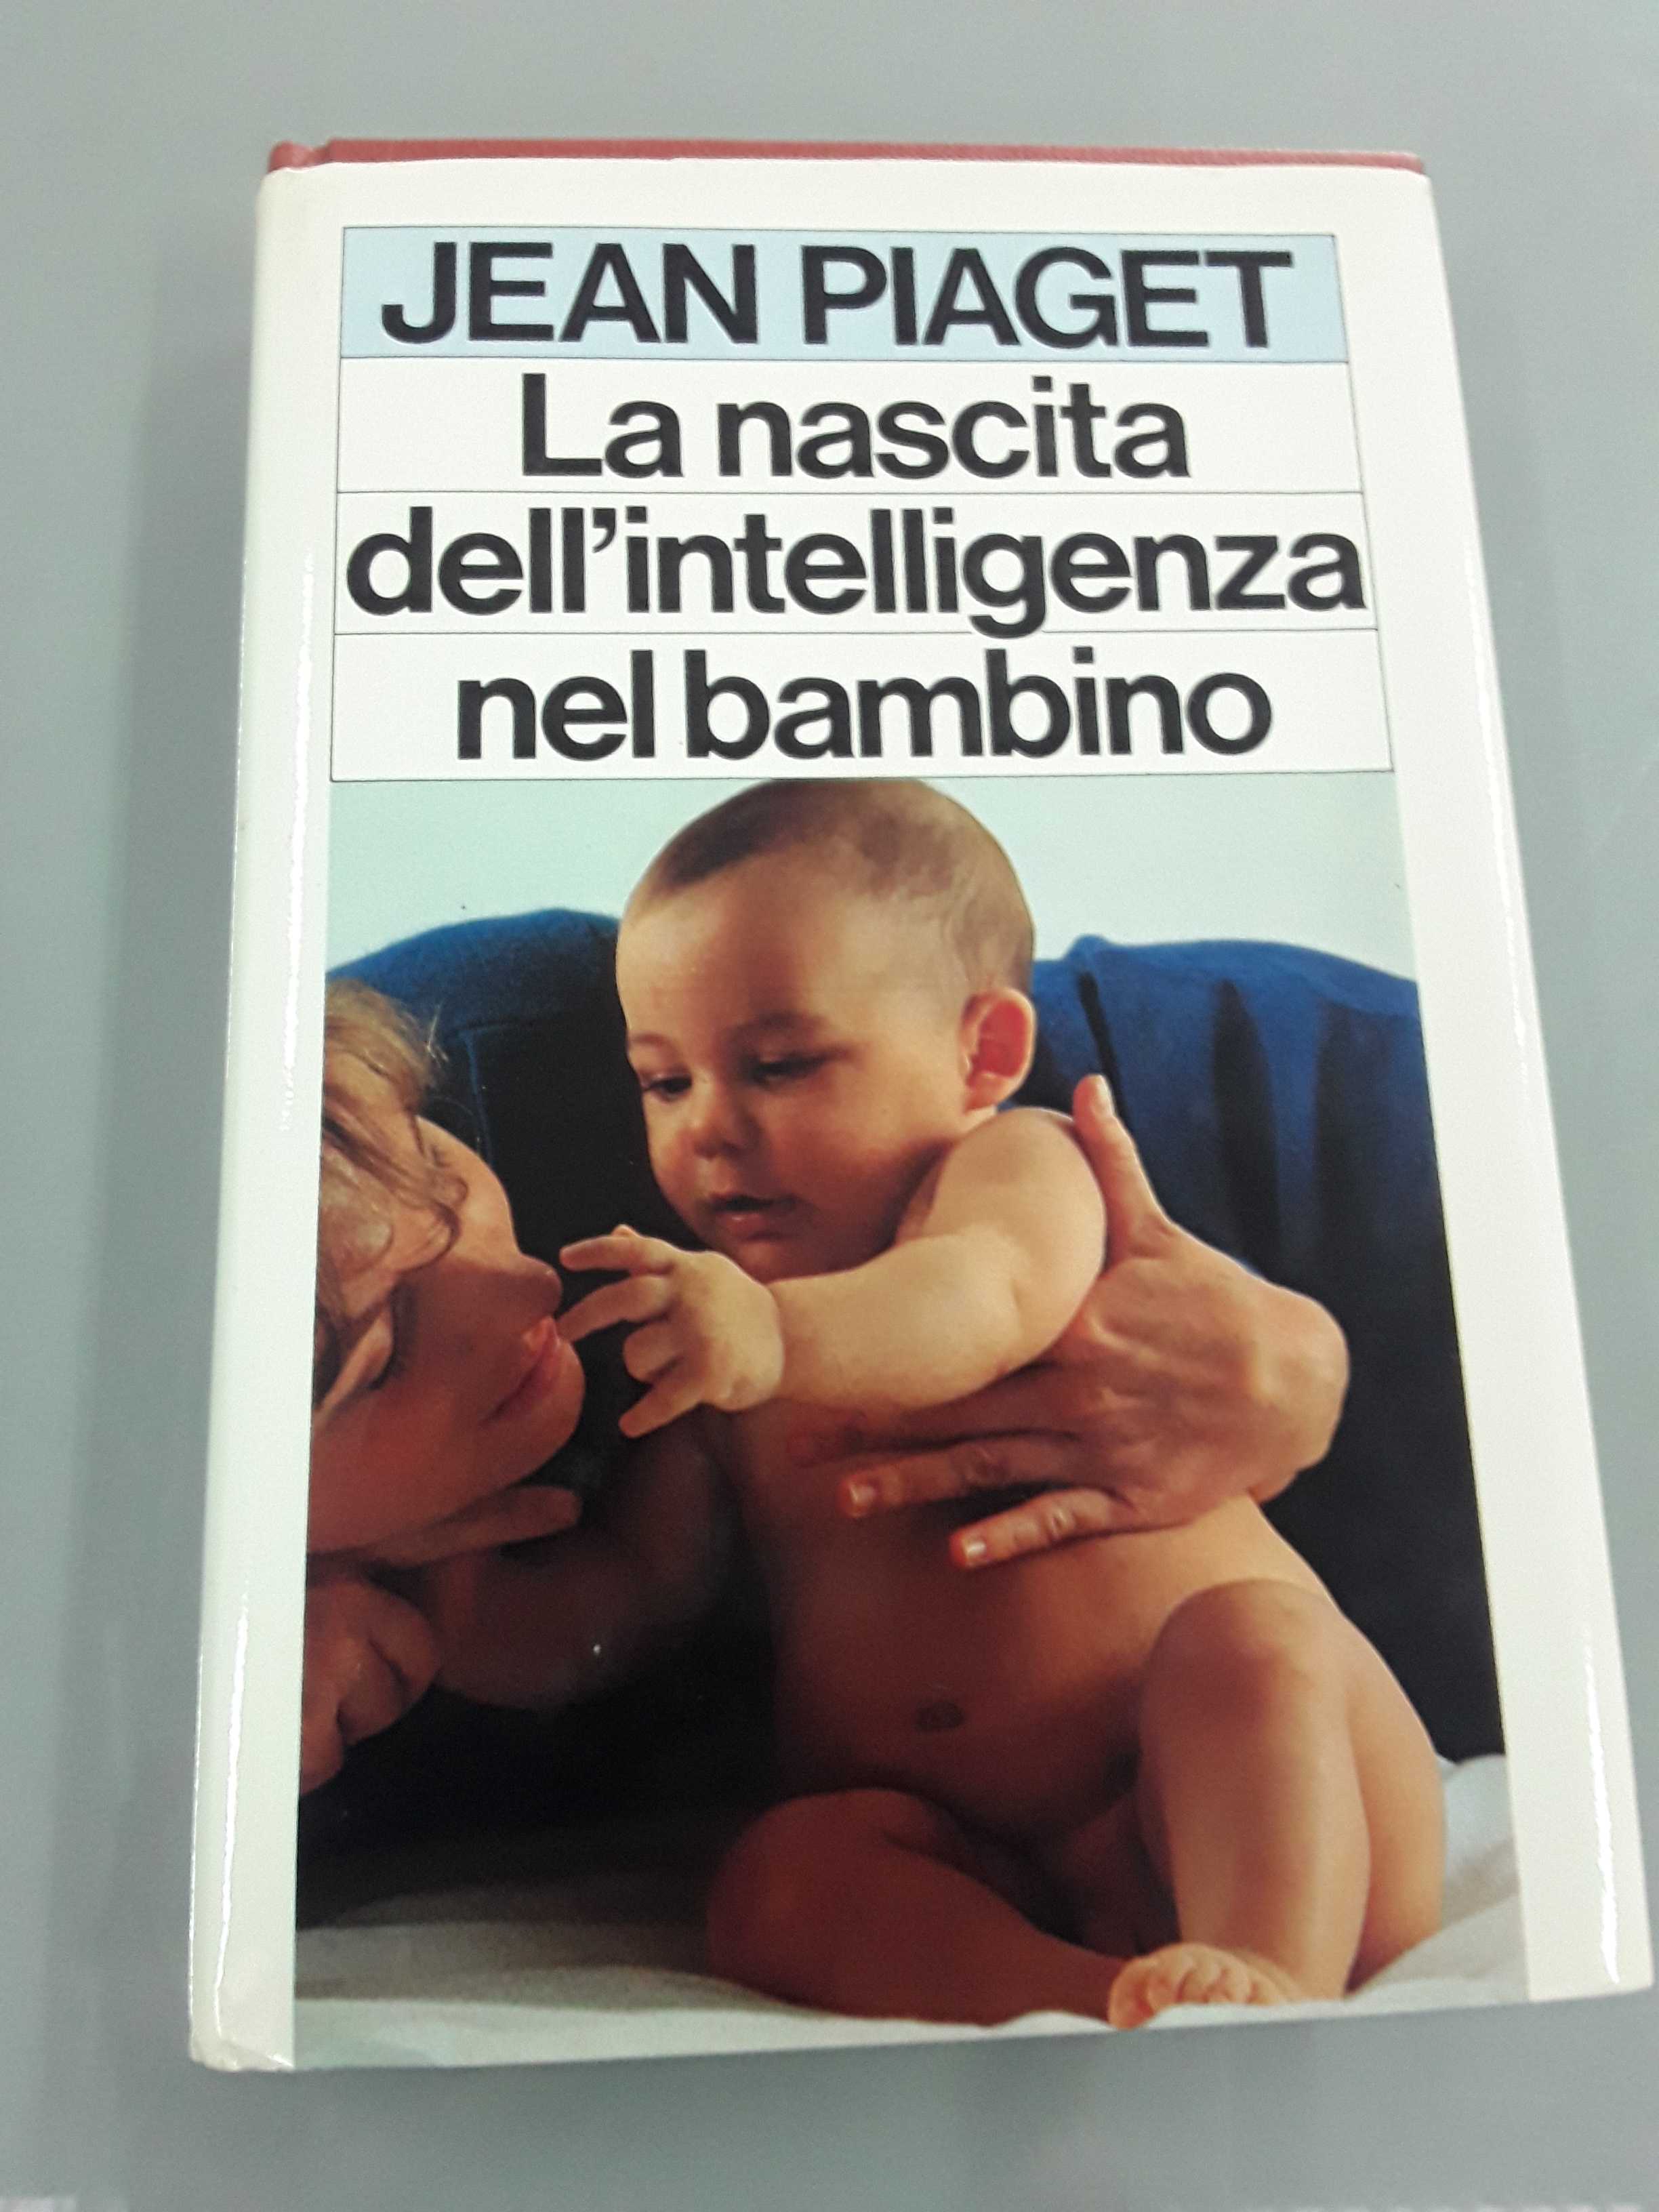 JEAN PIAGET
La nascita
dell'intelligenza
nel bambino